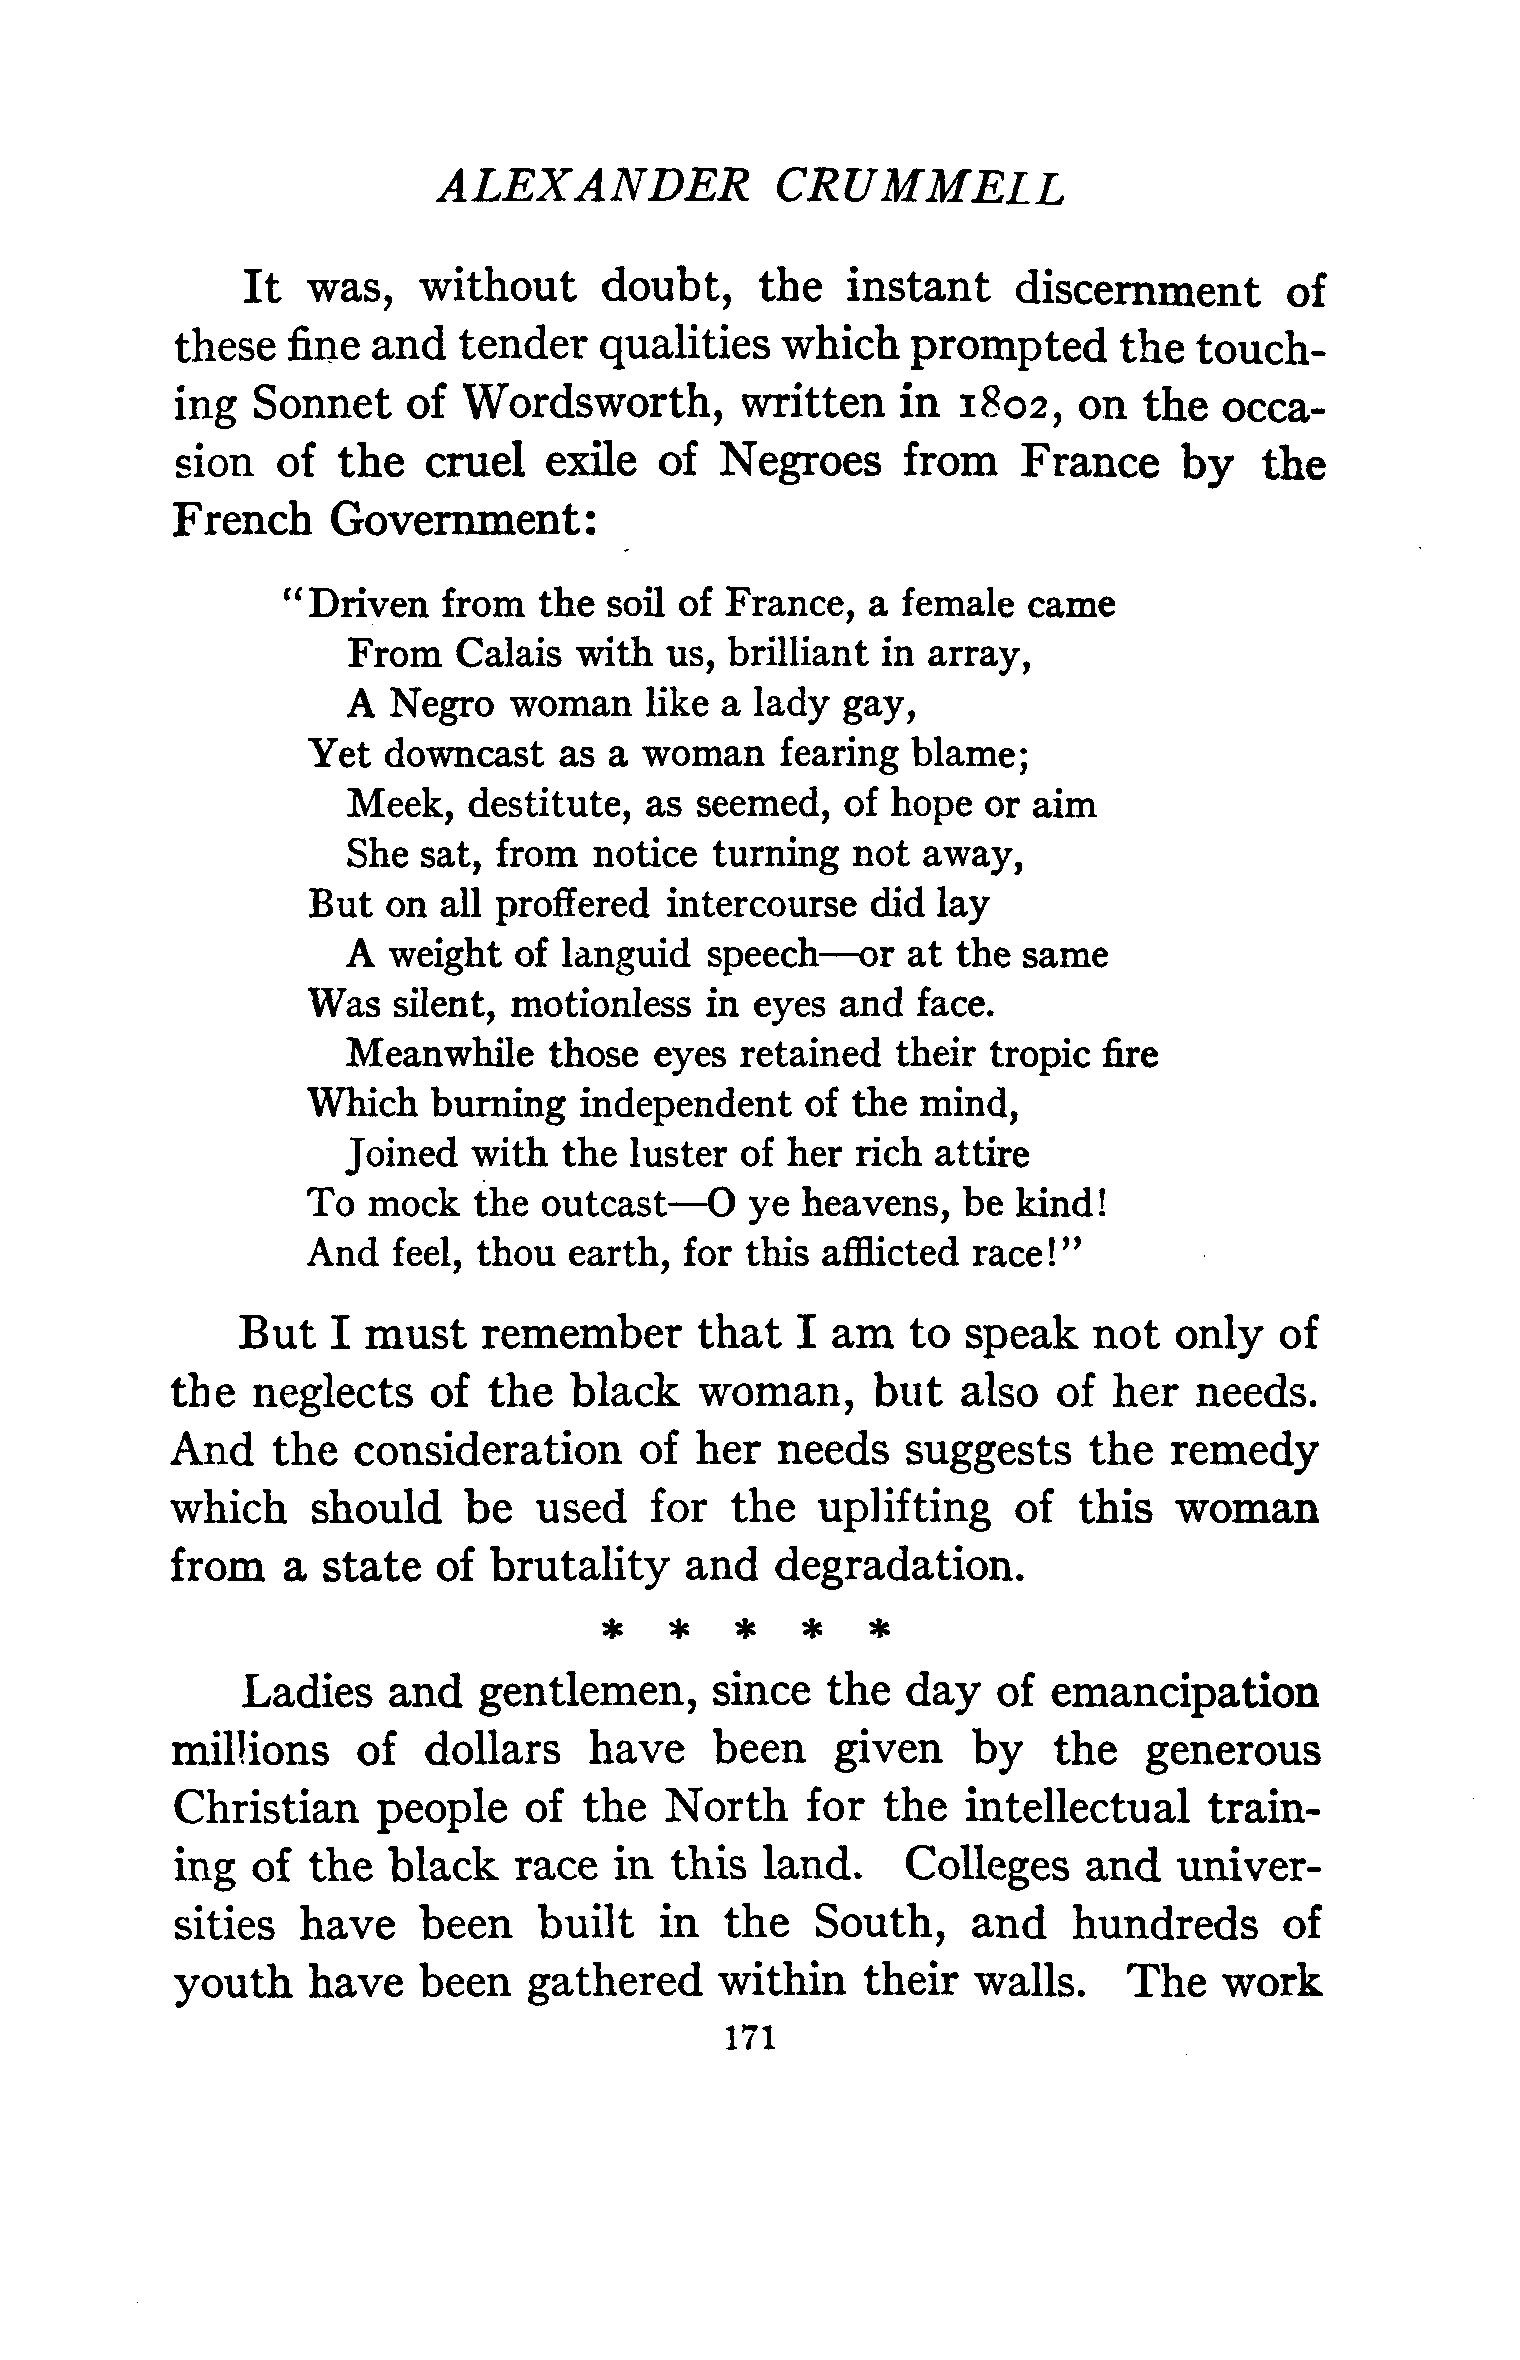 ALEXANDER CRUMMELL
It was, without doubt, the instant discernment of
these fine and tender qualities which prompted the touch-
ing Sonnet of Wordsworth, written in 1802, on the occa-
sion of the cruel exile of Negroes from France by the
French Government:
"Driven from the soil of France, a female came
From Calais with us, brilliant in array,
A Negro woman like a lady gay,
Yet downcast as a woman fearing blame;
Meek, destitute, as seemed, of hope or aim
She sat, from notice turning not away,
But on all proffered intercourse did lay
A weight of languid speech—or at the same
Was silent, motionless in eyes and face.
Meanwhile those eyes retained their tropic fire
Which burning independent of the mind,
Joined with the luster of her rich attire
To mock the outcast—O ye heavens, be kind!
And feel, thou earth, for this afflicted race!"
But I must remember that I am to speak not only of
the neglects of the black woman, but also of her needs.
And the consideration of her needs suggests the remedy
which should be used for the uplifting of this woman
from a state of brutality and degradation.
* * * * *
Ladies and gentlemen, since the day of emancipation
millions of dollars have been given by the generous
Christian people of the North for the intellectual train-
ing of the black race in this land. Colleges and univer-
sities have been built in the South, and hundreds of
youth have been gathered within their walls. The work
171